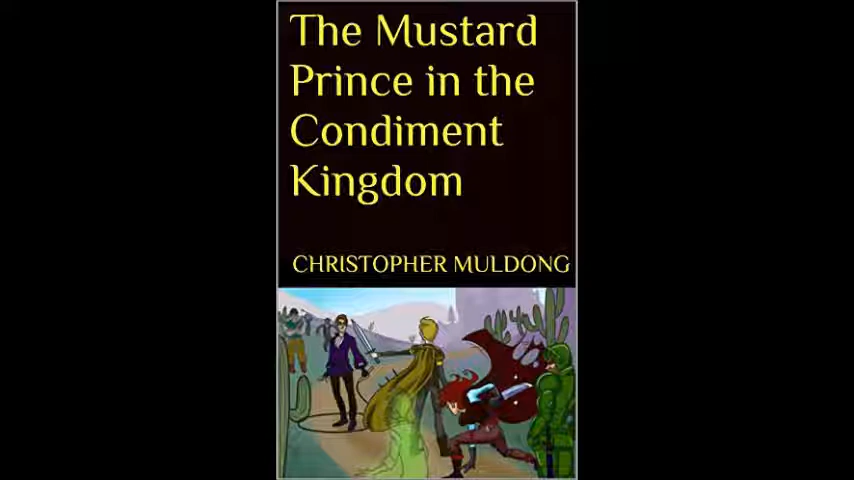 The Mustard
Prince in the
Condiment
Kingdom
CHRISTOPHER MULDONG